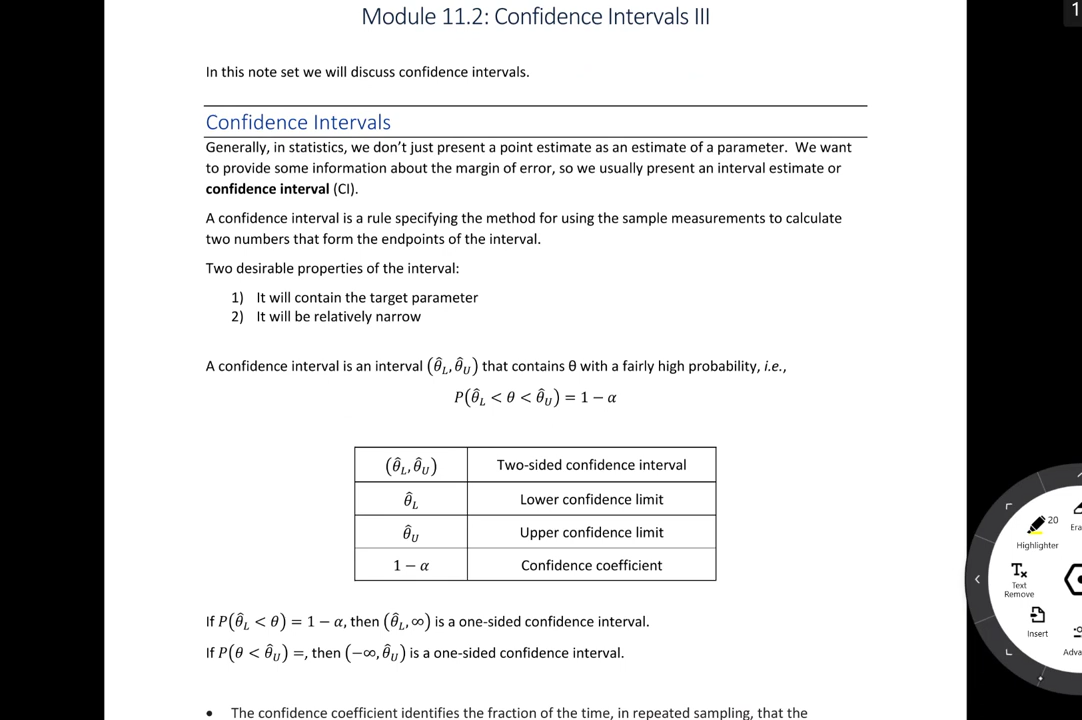 Module 11.2: Confidence Intervals III
1
In this note set we will discuss confidence intervals.
Confidence Intervals
Generally, in statistics, we don't just present a point estimate as an estimate of a parameter.  We want
to provide some information about the margin of error, so we usually present an interval estimate or
confidence interval (CI).
A confidence interval is a rule specifying the method for using the sample measurements to calculate
two numbers that form the endpoints of the interval.
Two desirable properties of the interval:
1) It will contain the target parameter
2) It will be relatively narrow
A confidence interval is an interval (θ̂_L, θ̂_U) that contains θ with a fairly high probability, i.e.,
P(θ̂_L < θ < θ̂_U) = 1 − α
(θ̂_L, θ̂_U) Two-sided confidence interval
θ̂_L Lower confidence limit
θ̂_U Upper confidence limit
1 − α Confidence coefficient
If P(θ̂_L < θ) = 1 − α, then (θ̂_L, ∞) is a one-sided confidence interval.
If P(θ < θ̂_U) =, then (−∞, θ̂_U) is a one-sided confidence interval.
• The confidence coefficient identifies the fraction of the time, in repeated sampling, that the
20
Era
Highlighter
Tx
Text
Remove
Insert
Adva